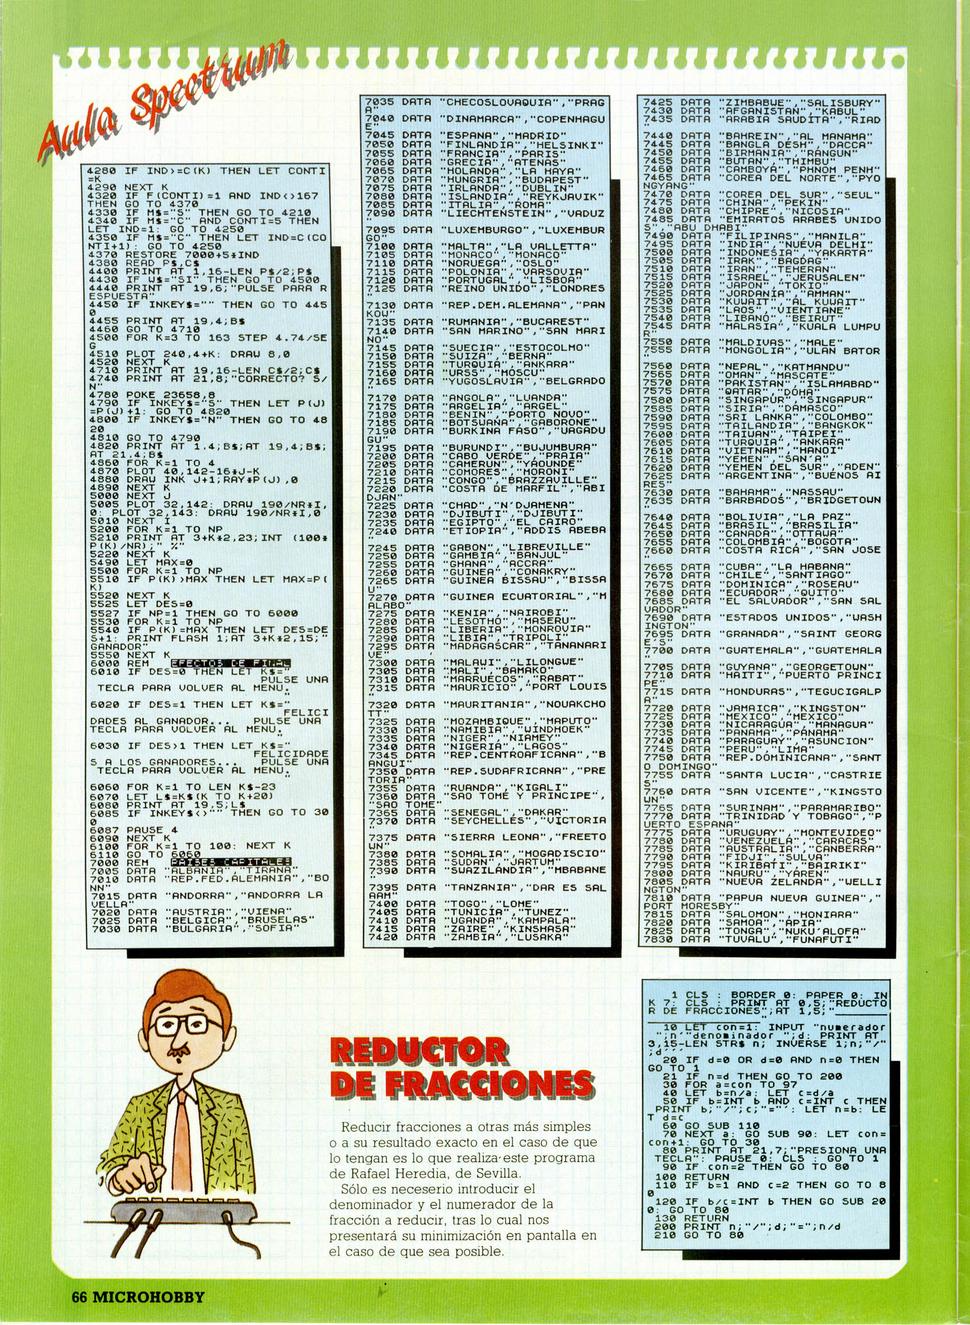 Aula Spectrum
4280 IF IND>=C(K) THEN LET CONTI
=K
4290 NEXT K
4320 IF F(CONTI)=1 AND IND<>167
THEN GO TO 4370
4330 IF M$="S" THEN GO TO 4210
4340 IF M$="C" AND CONTI=5 THEN
LET IND=1: GO TO 4250
4350 IF M$="C" THEN LET IND=C(CO
NTI+1): GO TO 4250
4370 RESTORE 7000+5*IND
4380 READ P$,C$
4400 PRINT AT 1,16-LEN P$/2;P$
4430 IF W$="SI" THEN GO TO 4500
4440 PRINT AT 19,6;"PULSE PARA R
ESPUESTA"
4450 IF INKEY$="" THEN GO TO 445
0
4455 PRINT AT 19,4;B$
4460 GO TO 4710
4500 FOR K=3 TO 163 STEP 4.74/SE
G
4510 PLOT 240,4+K: DRAW 8,0
4520 NEXT K
4710 PRINT AT 19,16-LEN C$/2;C$
4740 PRINT AT 21,8;"CORRECTO? S/
N"
4780 POKE 23658,8
4790 IF INKEY$="S" THEN LET P(J)
=P(J)+1: GO TO 4820
4800 IF INKEY$="N" THEN GO TO 48
20
4810 GO TO 4790
4820 PRINT AT 1,4;B$;AT 19,4;B$;
AT 21,4;B$
4860 FOR K=1 TO 4
4870 PLOT 40,142-16*J-K
4880 DRAW INK J+1;RAY*P(J),0
4890 NEXT K
5000 NEXT J
5005 PLOT 32,142: DRAW 190/NR*I,
0: PLOT 32,143: DRAW 190/NR*I,0
5010 NEXT I
5200 FOR K=1 TO NP
5210 PRINT AT 3+K*2,23;INT (100*
P(K)/NR);" %"
5220 NEXT K
5490 LET MAX=0
5500 FOR K=1 TO NP
5510 IF P(K)>MAX THEN LET MAX=P(
K)
5520 NEXT K
5525 LET DES=0
5527 IF NP=1 THEN GO TO 6000
5530 FOR K=1 TO NP
5540 IF P(K)=MAX THEN LET DES=DE
S+1: PRINT FLASH 1;AT 3+K*2,15;"
GANADOR"
5550 NEXT K
6000 REM EFECTOS DE FINAL
6010 IF DES=0 THEN LET K$="
PULSE UNA
TECLA PARA VOLVER AL MENU.
"
6020 IF DES=1 THEN LET K$="
FELICI
DADES AL GANADOR... PULSE UNA
TECLA PARA VOLVER AL MENU.
"
6030 IF DES>1 THEN LET K$="
FELICIDADE
S A LOS GANADORES... PULSE UNA
TECLA PARA VOLVER AL MENU.
"
6060 FOR K=1 TO LEN K$-23
6070 LET L$=K$(K TO K+20)
6080 PRINT AT 19,5;L$
6085 IF INKEY$<>"" THEN GO TO 30
0
6087 PAUSE 4
6090 NEXT K
6100 FOR K=1 TO 100: NEXT K
6110 GO TO 6060
7000 REM PAISES CAPITALES
7005 DATA "ALBANIA","TIRANA"
7010 DATA "REP.FED.ALEMANIA","BO
NN"
7015 DATA "ANDORRA","ANDORRA LA
VELLA"
7020 DATA "AUSTRIA","VIENA"
7025 DATA "BELGICA","BRUSELAS"
7030 DATA "BULGARIA","SOFIA"
7035 DATA "CHECOSLOVAQUIA","PRAG
A"
7040 DATA "DINAMARCA","COPENHAGU
E"
7045 DATA "ESPANA","MADRID"
7050 DATA "FINLANDIA","HELSINKI"
7055 DATA "FRANCIA","PARIS"
7060 DATA "GRECIA","ATENAS"
7065 DATA "HOLANDA","LA HAYA"
7070 DATA "HUNGRIA","BUDAPEST"
7075 DATA "IRLANDA","DUBLIN"
7080 DATA "ISLANDIA","REYKJAVIK"
7085 DATA "ITALIA","ROMA"
7090 DATA "LIECHTENSTEIN","VADUZ
"
7095 DATA "LUXEMBURGO","LUXEMBUR
GO"
7100 DATA "MALTA","LA VALLETTA"
7105 DATA "MONACO","MONACO"
7110 DATA "NORUEGA","OSLO"
7115 DATA "POLONIA","VARSOVIA"
7120 DATA "PORTUGAL","LISBOA"
7125 DATA "REINO UNIDO","LONDRES
"
7130 DATA "REP.DEM.ALEMANA","PAN
KOW"
7135 DATA "RUMANIA","BUCAREST"
7140 DATA "SAN MARINO","SAN MARI
NO"
7145 DATA "SUECIA","ESTOCOLMO"
7150 DATA "SUIZA","BERNA"
7155 DATA "TURQUIA","ANKARA"
7160 DATA "URSS","MOSCU"
7165 DATA "YUGOSLAVIA","BELGRADO
"
7170 DATA "ANGOLA","LUANDA"
7175 DATA "ARGELIA","ARGEL"
7180 DATA "BENIN","PORTO NOVO"
7185 DATA "BOTSWANA","GABORONE"
7190 DATA "BURKINA FASO","UAGADU
GU"
7195 DATA "BURUNDI","BUJUMBURA"
7200 DATA "CABO VERDE","PRAIA"
7205 DATA "CAMERUN","YAOUNDE"
7210 DATA "COMORES","MORONI"
7215 DATA "CONGO","BRAZZAVILLE"
7220 DATA "COSTA DE MARFIL","ABI
DJAN"
7225 DATA "CHAD","N'DJAMENA"
7230 DATA "DJIBUTI","DJIBUTI"
7235 DATA "EGIPTO","EL CAIRO"
7240 DATA "ETIOPIA","ADDIS ABEBA
"
7245 DATA "GABON","LIBREVILLE"
7250 DATA "GAMBIA","BANJUL"
7255 DATA "GHANA","ACCRA"
7260 DATA "GUINEA","CONAKRY"
7265 DATA "GUINEA BISSAU","BISSA
U"
7270 DATA "GUINEA ECUATORIAL","M
ALABO"
7275 DATA "KENIA","NAIROBI"
7280 DATA "LESOTHO","MASERU"
7285 DATA "LIBERIA","MONROVIA"
7290 DATA "LIBIA","TRIPOLI"
7295 DATA "MADAGASCAR","TANANARI
VE"
7300 DATA "MALAWI","LILONGWE"
7305 DATA "MALI","BAMAKO"
7310 DATA "MARRUECOS","RABAT"
7315 DATA "MAURICIO","PORT LOUIS
"
7320 DATA "MAURITANIA","NOUAKCHO
TT"
7325 DATA "MOZAMBIQUE","MAPUTO"
7330 DATA "NAMIBIA","WINDHOEK"
7335 DATA "NIGER","NIAMEY"
7340 DATA "NIGERIA","LAGOS"
7345 DATA "REP.CENTROAFICANA","B
ANGUI"
7350 DATA "REP.SUDAFRICANA","PRE
TORIA"
7355 DATA "RUANDA","KIGALI"
7360 DATA "SAO TOME Y PRINCIPE",
"SAO TOME"
7365 DATA "SENEGAL","DAKAR"
7370 DATA "SEYCHELLES","VICTORIA
"
7375 DATA "SIERRA LEONA","FREETO
WN"
7380 DATA "SOMALIA","MOGADISCIO"
7385 DATA "SUDAN","JARTUM"
7390 DATA "SUAZILANDIA","MBABANE
"
7395 DATA "TANZANIA","DAR ES SAL
AAM"
7400 DATA "TOGO","LOME"
7405 DATA "TUNICIA","TUNEZ"
7410 DATA "UGANDA","KAMPALA"
7415 DATA "ZAIRE","KINSHASA"
7420 DATA "ZAMBIA","LUSAKA"
7425 DATA "ZIMBABWE","SALISBURY"
7430 DATA "AFGANISTAN","KABUL"
7435 DATA "ARABIA SAUDITA","RIAD
"
7440 DATA "BAHREIN","AL MANAMA"
7445 DATA "BANGLA DESH","DACCA"
7450 DATA "BIRMANIA","RANGUN"
7455 DATA "BUTAN","THIMBU"
7460 DATA "CAMBOYA","PHNOM PENH"
7465 DATA "COREA DEL NORTE","PYO
NGYANG"
7470 DATA "COREA DEL SUR","SEUL"
7475 DATA "CHINA","PEKIN"
7480 DATA "CHIPRE","NICOSIA"
7485 DATA "EMIRATOS ARABES UNIDO
S","ABU DHABI"
7490 DATA "FILIPINAS","MANILA"
7495 DATA "INDIA","NUEVA DELHI"
7500 DATA "INDONESIA","YAKARTA"
7505 DATA "IRAK","BAGDAG"
7510 DATA "IRAN","TEHERAN"
7515 DATA "ISRAEL","JERUSALEN"
7520 DATA "JAPON","TOKIO"
7525 DATA "JORDANIA","AMMAN"
7530 DATA "KUWAIT","AL KUWAIT"
7535 DATA "LAOS","VIENTIANE"
7540 DATA "LIBANO","BEIRUT"
7545 DATA "MALASIA","KUALA LUMPU
R"
7550 DATA "MALDIVAS","MALE"
7555 DATA "MONGOLIA","ULAN BATOR
"
7560 DATA "NEPAL","KATMANDU"
7565 DATA "OMAN","MASCATE"
7570 DATA "PAKISTAN","ISLAMABAD"
7575 DATA "QATAR","DOHA"
7580 DATA "SINGAPUR","SINGAPUR"
7585 DATA "SIRIA","DAMASCO"
7590 DATA "SRI LANKA","COLOMBO"
7595 DATA "TAILANDIA","BANGKOK"
7600 DATA "TAIWAN","TAIPEI"
7605 DATA "TURQUIA","ANKARA"
7610 DATA "VIETNAM","HANOI"
7615 DATA "YEMEN","SAN'A"
7620 DATA "YEMEN DEL SUR","ADEN"
7625 DATA "ARGENTINA","BUENOS AI
RES"
7630 DATA "BAHAMA","NASSAU"
7635 DATA "BARBADOS","BRIDGETOWN
"
7640 DATA "BOLIVIA","LA PAZ"
7645 DATA "BRASIL","BRASILIA"
7650 DATA "CANADA","OTTAWA"
7655 DATA "COLOMBIA","BOGOTA"
7660 DATA "COSTA RICA","SAN JOSE
"
7665 DATA "CUBA","LA HABANA"
7670 DATA "CHILE","SANTIAGO"
7675 DATA "DOMINICA","ROSEAU"
7680 DATA "ECUADOR","QUITO"
7685 DATA "EL SALVADOR","SAN SAL
VADOR"
7690 DATA "ESTADOS UNIDOS","WASH
INGTON"
7695 DATA "GRANADA","SAINT GEORG
E'S"
7700 DATA "GUATEMALA","GUATEMALA
"
7705 DATA "GUYANA","GEORGETOWN"
7710 DATA "HAITI","PUERTO PRINCI
PE"
7715 DATA "HONDURAS","TEGUCIGALP
A"
7720 DATA "JAMAICA","KINGSTON"
7725 DATA "MEXICO","MEXICO"
7730 DATA "NICARAGUA","MANAGUA"
7735 DATA "PANAMA","PANAMA"
7740 DATA "PARAGUAY","ASUNCION"
7745 DATA "PERU","LIMA"
7750 DATA "REP.DOMINICANA","SANT
O DOMINGO"
7755 DATA "SANTA LUCIA","CASTRIE
S"
7760 DATA "SAN VICENTE","KINGSTO
WN"
7765 DATA "SURINAM","PARAMARIBO"
7770 DATA "TRINIDAD Y TOBAGO","P
UERTO ESPANA"
7775 DATA "URUGUAY","MONTEVIDEO"
7780 DATA "VENEZUELA","CARACAS"
7785 DATA "AUSTRALIA","CANBERRA"
7790 DATA "FIDJI","SULVA"
7795 DATA "KIRIBATI","BAIRIKI"
7800 DATA "NAURU","YAREN"
7805 DATA "NUEVA ZELANDA","WELLI
NGTON"
7810 DATA "PAPUA NUEVA GUINEA","
PORT MORESBY"
7815 DATA "SALOMON","HONIARA"
7820 DATA "SAMOA","APIA"
7825 DATA "TONGA","NUKU'ALOFA"
7830 DATA "TUVALU","FUNAFUTI"
REDUCTOR
DE FRACCIONES
Reducir fracciones a otras más simples
o a su resultado exacto en el caso de que
lo tengan es lo que realiza este programa
de Rafael Heredia, de Sevilla.
Sólo es neceserio introducir el
denominador y el numerador de la
fracción a reducir, tras lo cual nos
presentará su minimización en pantalla en
el caso de que sea posible.
1 CLS : BORDER 0: PAPER 0: IN
K 7: CLS : PRINT AT 0,5;"REDUCTO
R DE FRACCIONES";AT 1,5;"
"
10 LET con=1: INPUT "numerador
";n'"denominador ";d: PRINT AT
3,15-LEN STR$ n; INVERSE 1;n;"/"
;d'''
20 IF d=0 OR d=0 AND n=0 THEN
GO TO 1
21 IF n=d THEN GO TO 200
30 FOR a=con TO 97
40 LET b=n/a: LET c=d/a
50 IF b=INT b AND c=INT c THEN
PRINT b;"/";c;"="': LET n=b: LE
T d=c
60 GO SUB 110
70 NEXT a: GO SUB 90: LET con=
con+1: GO TO 30
80 PRINT AT 21,7;"PRESIONA UNA
TECLA": PAUSE 0: CLS : GO TO 1
90 IF con=2 THEN GO TO 80
100 RETURN
110 IF b=1 AND c=2 THEN GO TO 8
0
120 IF b/c=INT b THEN GO SUB 20
0: GO TO 80
130 RETURN
200 PRINT n;"/";d;"=";n/d
210 GO TO 80
66 MICROHOBBY